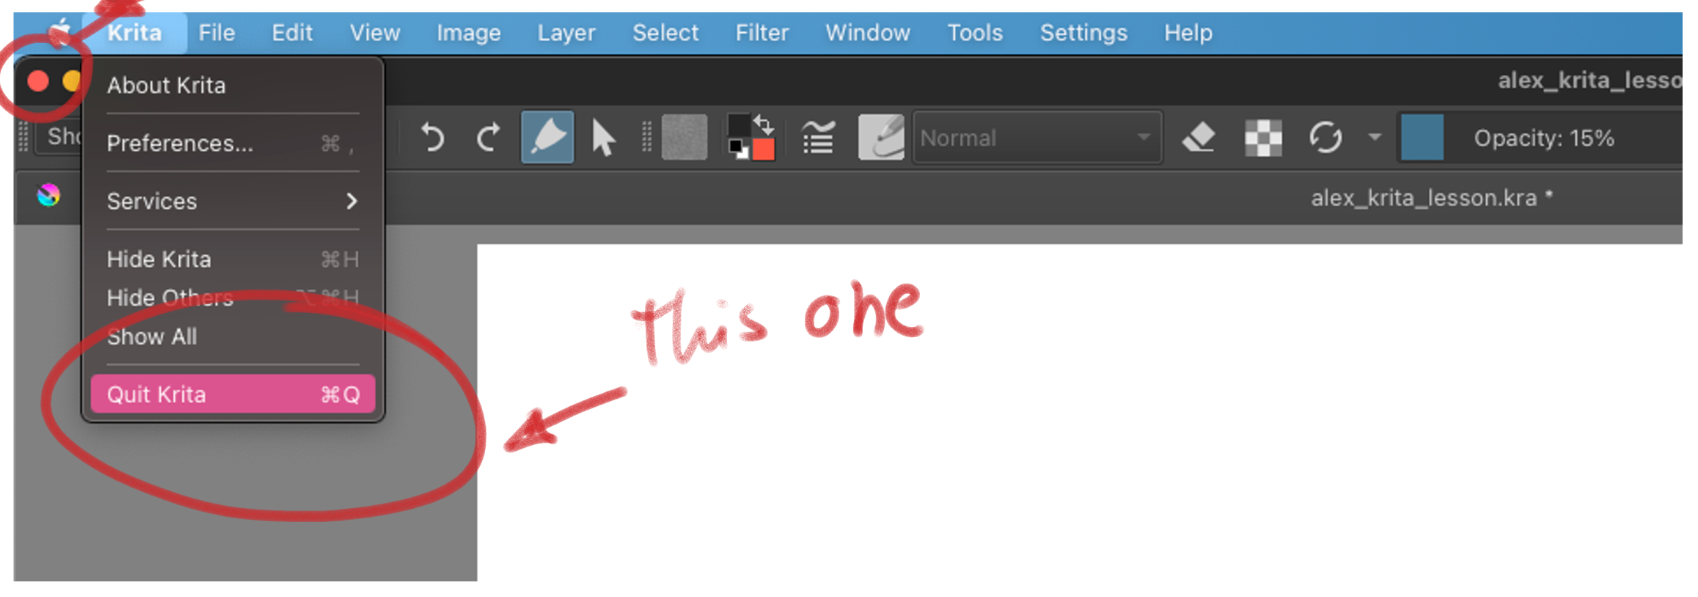 Krita File Edit View Image Layer Select Filter Window Tools Settings Help
About Krita
alex_krita_lesso
Preferences... ⌘ ,
Sho
Normal
Opacity: 15%
Services
alex_krita_lesson.kra *
Hide Krita ⌘H
Hide Others ⌥⌘H
Show All
Quit Krita ⌘Q
this one